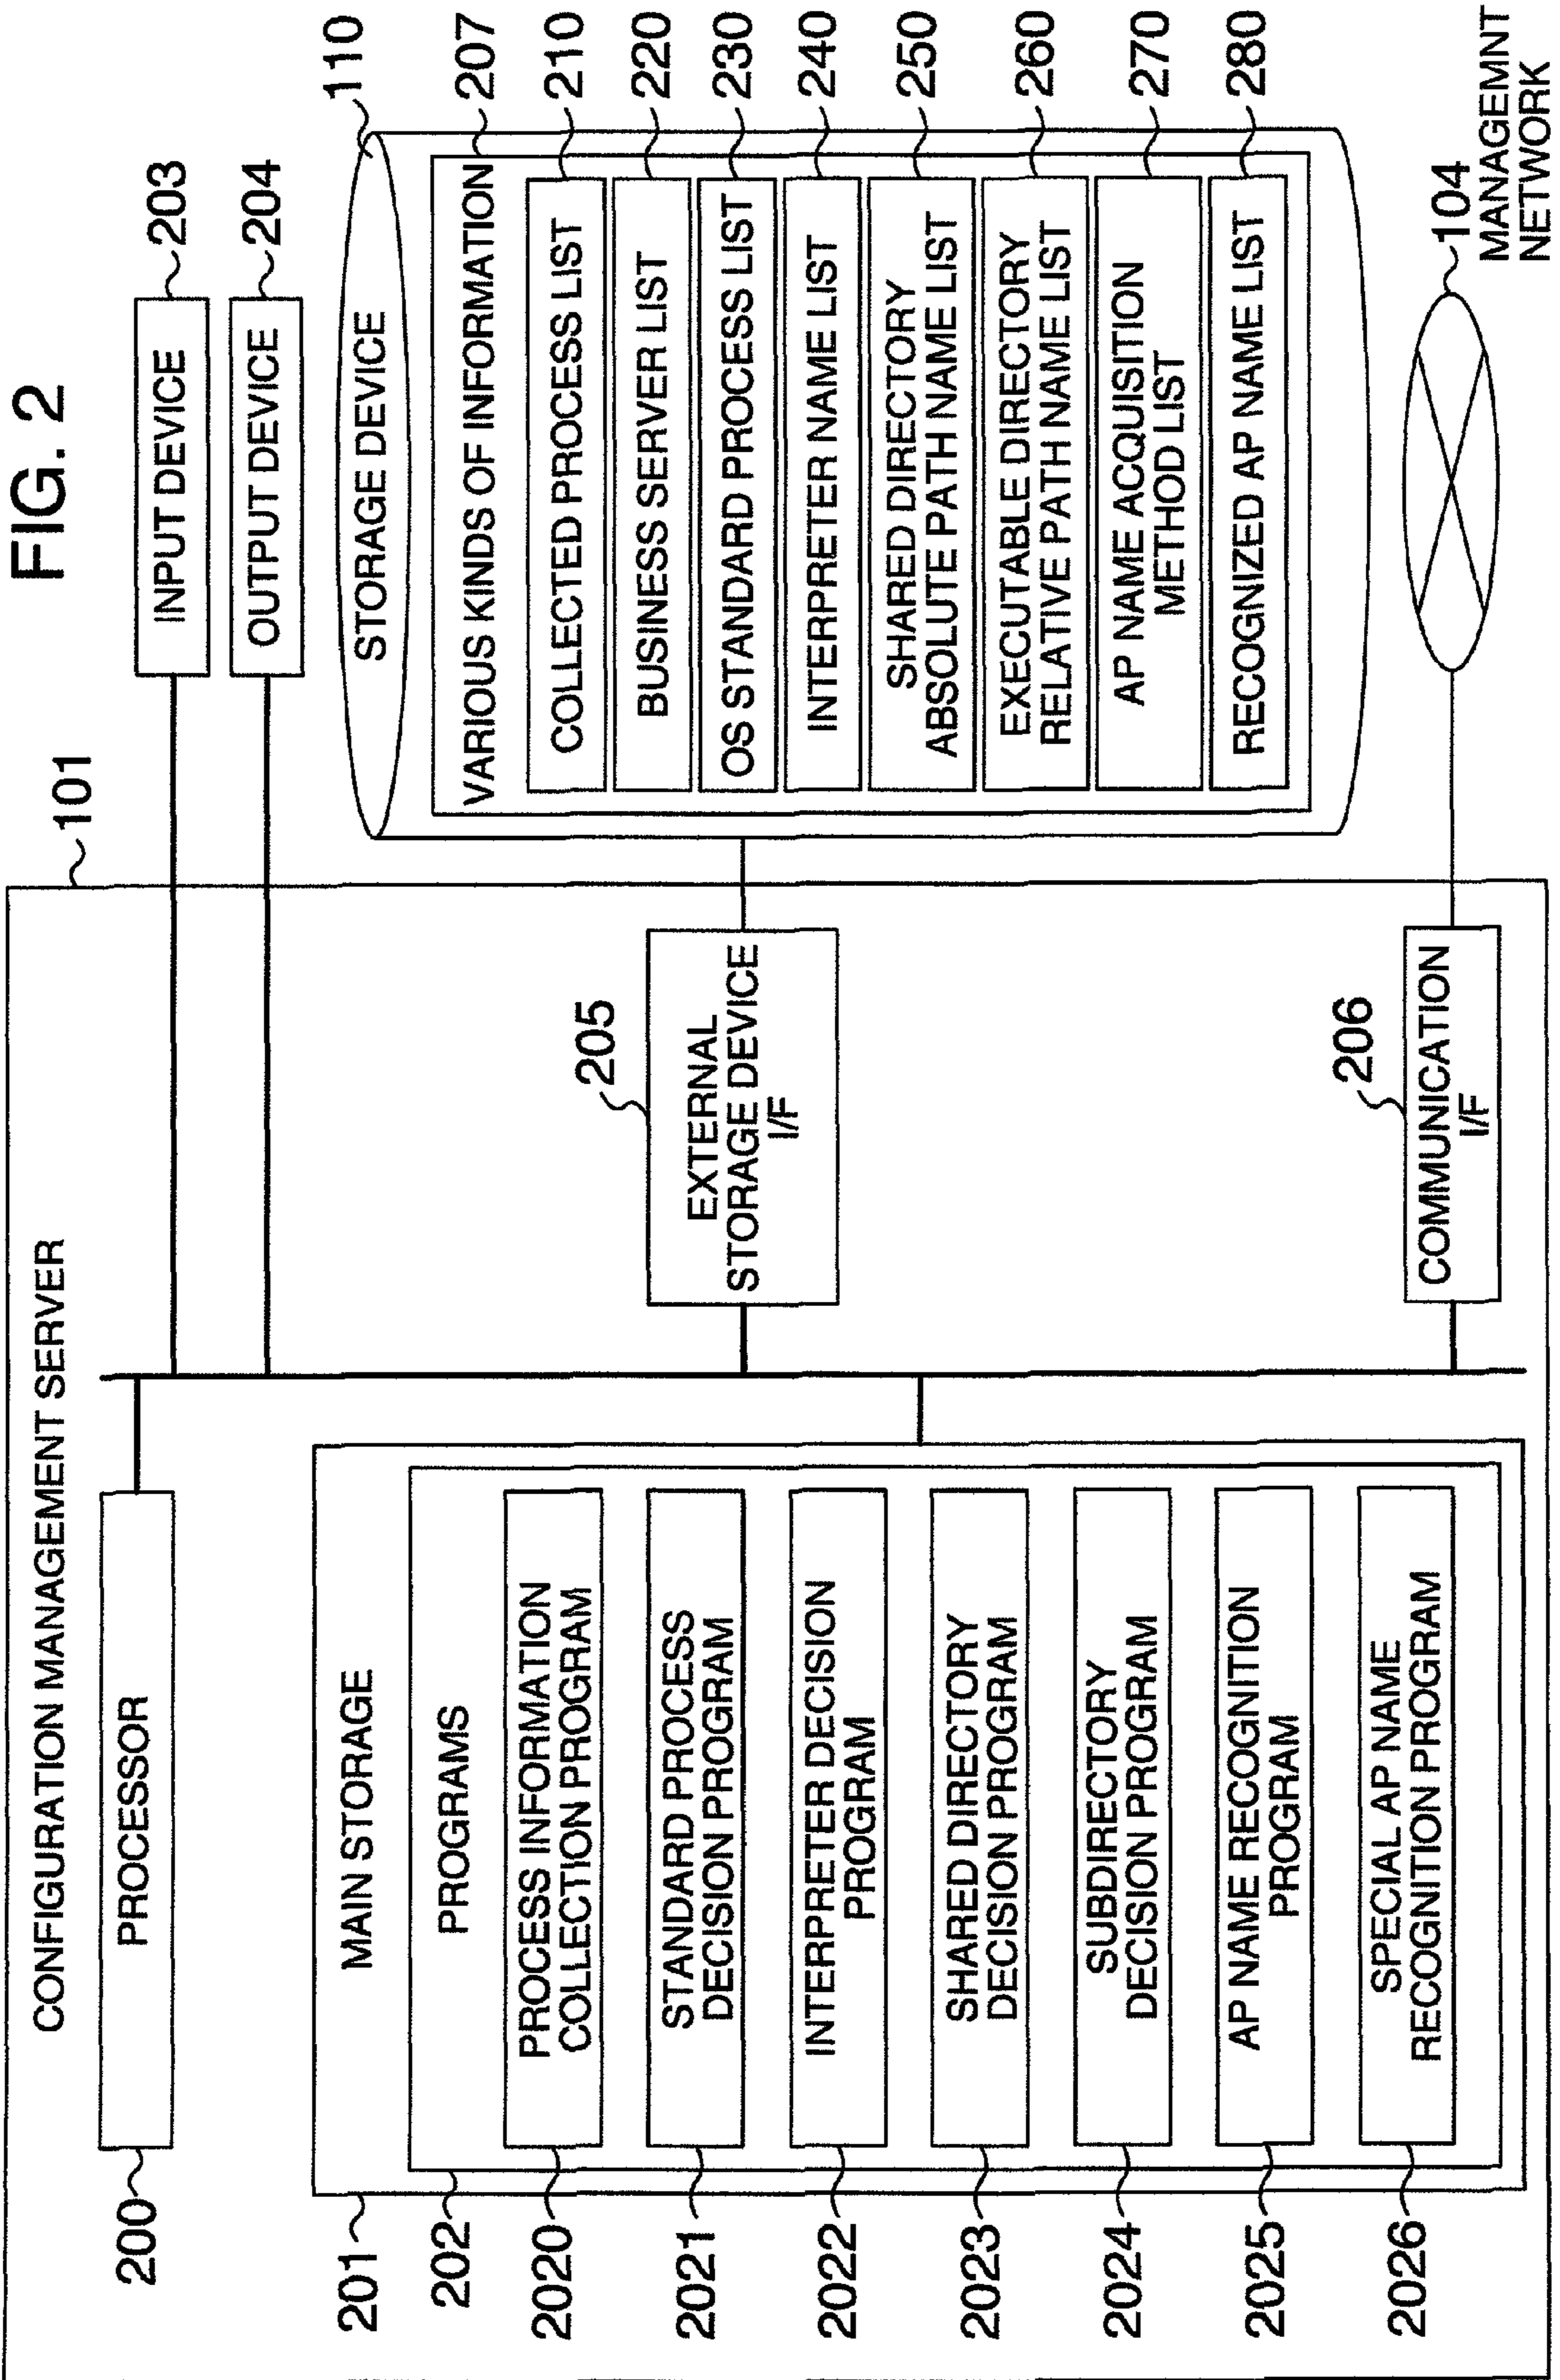 FIG. 2
101
CONFIGURATION MANAGEMENT SERVER
200
PROCESSOR
201
MAIN STORAGE
202
PROGRAMS
2020
PROCESS INFORMATION
COLLECTION PROGRAM
2021
STANDARD PROCESS
DECISION PROGRAM
2022
INTERPRETER DECISION
PROGRAM
2023
SHARED DIRECTORY
DECISION PROGRAM
2024
SUBDIRECTORY
DECISION PROGRAM
2025
AP NAME RECOGNITION
PROGRAM
2026
SPECIAL AP NAME
RECOGNITION PROGRAM
205
EXTERNAL
STORAGE DEVICE
I/F
206
COMMUNICATION
I/F
INPUT DEVICE
203
OUTPUT DEVICE
204
STORAGE DEVICE
110
VARIOUS KINDS OF INFORMATION
207
COLLECTED PROCESS LIST
210
BUSINESS SERVER LIST
220
OS STANDARD PROCESS LIST
230
INTERPRETER NAME LIST
240
SHARED DIRECTORY
ABSOLUTE PATH NAME LIST
250
EXECUTABLE DIRECTORY
RELATIVE PATH NAME LIST
260
AP NAME ACQUISITION
METHOD LIST
270
RECOGNIZED AP NAME LIST
280
104
MANAGEMNT
NETWORK